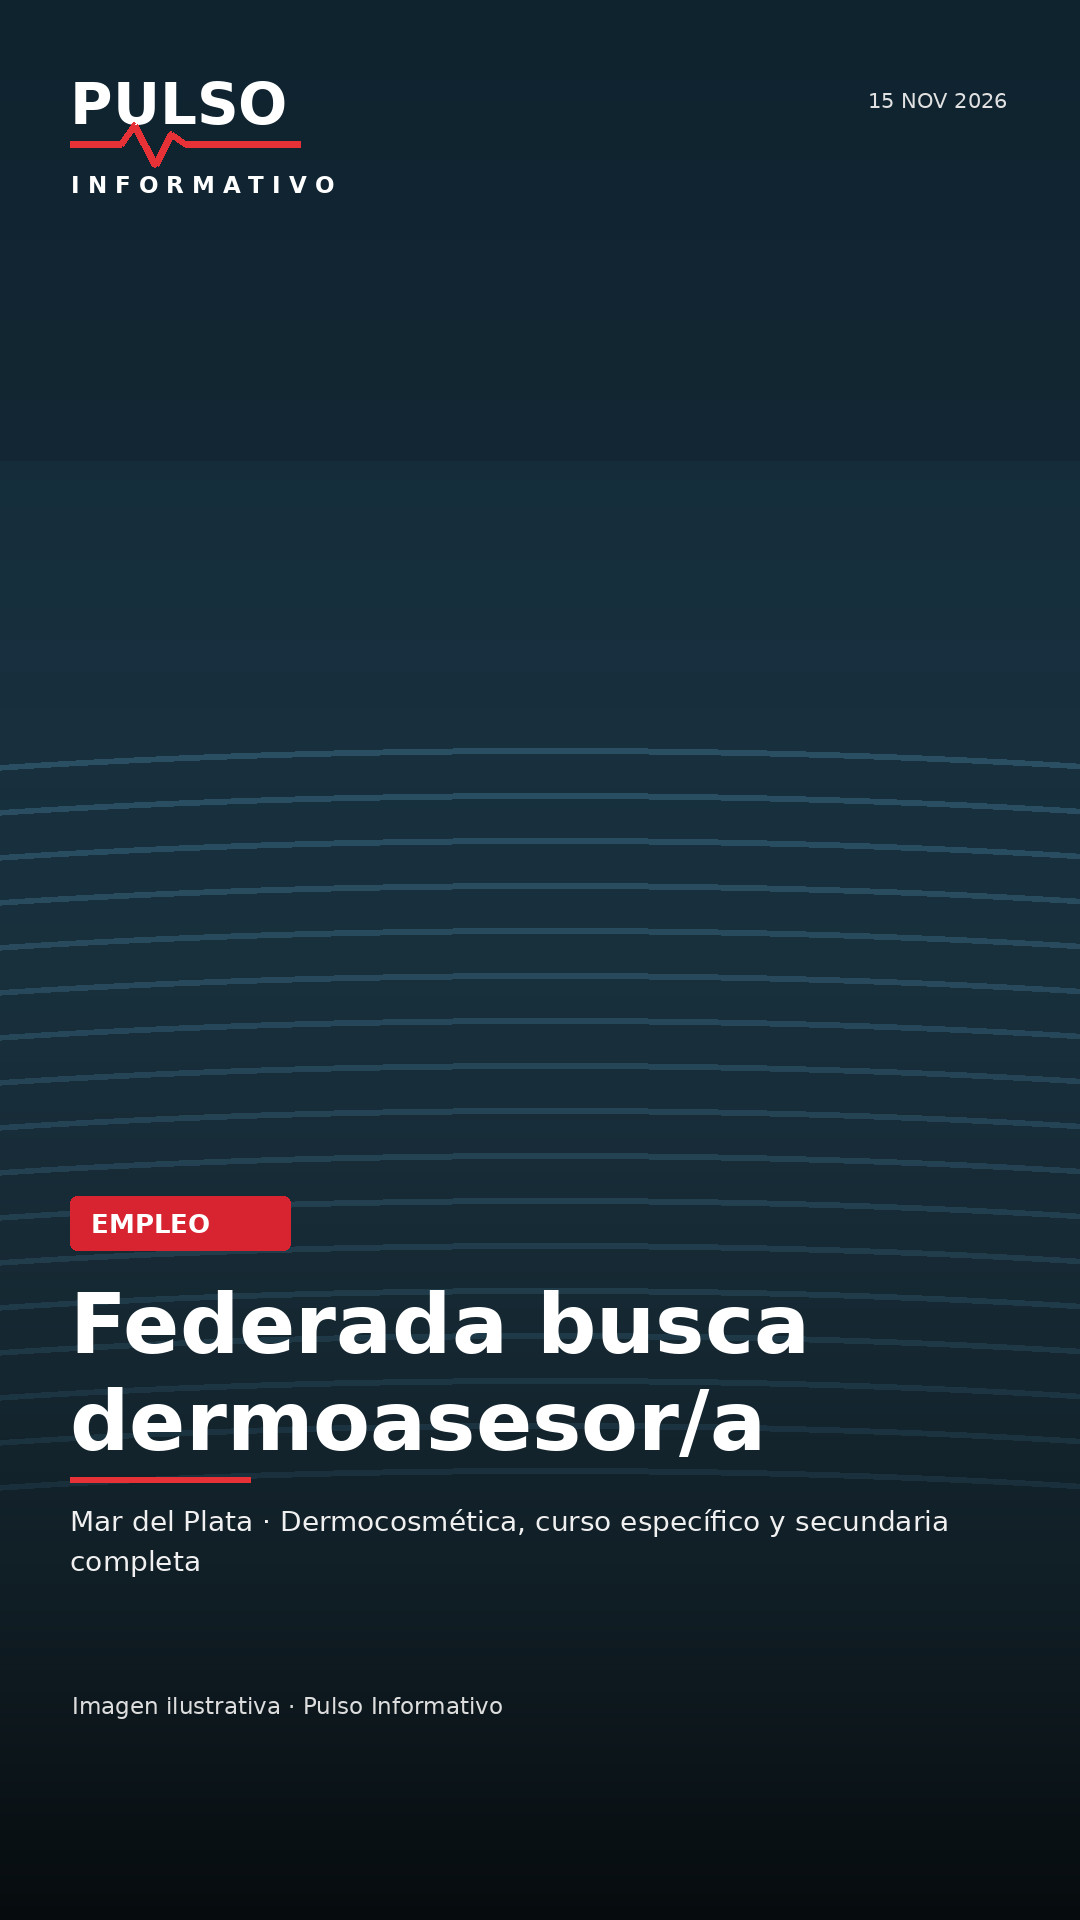 PULSO
INFORMATIVO
15 NOV 2026
EMPLEO
Federada busca
dermoasesor/a
Mar del Plata · Dermocosmética, curso específico y secundaria
completa
Imagen ilustrativa · Pulso Informativo